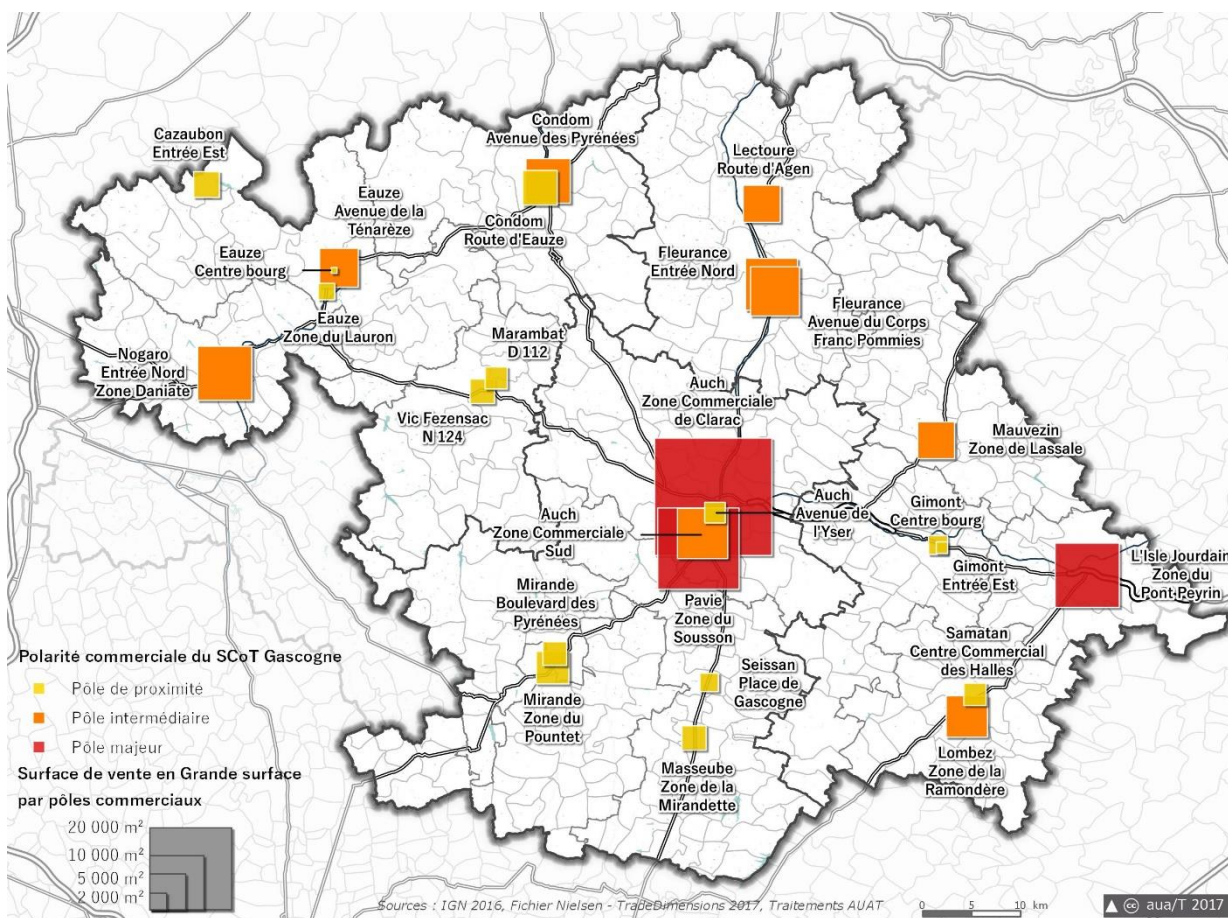 Cazaubon
Entrée Est
Condom
Avenue des Pyrénées
Lectoure
Route d'Agen
Eauze
Avenue de la
Ténarèze
Condom
Route d'Eauze
Eauze
Centre bourg
Fleurance
Entrée Nord
Fleurance
Avenue du Corps
Franc Pommies
Eauze
Zone du Lauron
Marambat
D 112
Nogaro
Entrée Nord
Zone Daniate
Auch
Zone Commerciale
de Clarac
Vic Fezensac
N 124
Mauvezin
Zone de Lassale
Auch
Avenue de
l'Yser
Gimont
Centre bourg
Auch
Zone Commerciale
Sud
Gimont
Entrée Est
L'Isle Jourdain
Zone du
Pont Peyrin
Mirande
Boulevard des
Pyrénées
Pavie
Zone du
Sousson
Samatan
Centre Commercial
des Halles
Seissan
Place de
Gascogne
Mirande
Zone du
Pountet
Masseube
Zone de la
Mirandette
Lombez
Zone de la
Ramondère
Polarité commerciale du SCoT Gascogne
Pôle de proximité
Pôle intermédiaire
Pôle majeur
Surface de vente en Grande surface
par pôles commerciaux
20 000 m²
10 000 m²
5 000 m²
2 000 m²
Sources : IGN 2016, Fichier Nielsen - TradeDimensions 2017, Traitements AUAT
0 5 10 km
cc aua/T 2017